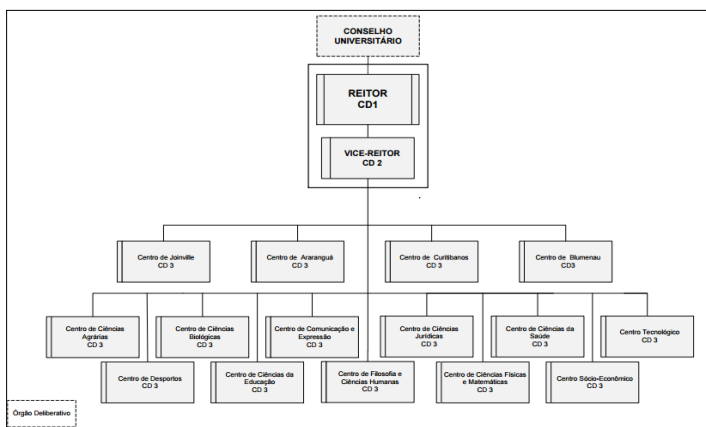 CONSELHO
UNIVERSITÁRIO
REITOR
CD1
VICE-REITOR
CD 2
Centro de Joinville
CD 3
Centro de Araranguá
CD 3
Centro de Curitibanos
CD 3
Centro de Blumenau
CD3
Centro de Ciências
Agrárias
CD 3
Centro de Ciências
Biológicas
CD 3
Centro de Comunicação e
Expressão
CD 3
Centro de Ciências
Jurídicas
CD 3
Centro de Ciências da
Saúde
CD 3
Centro Tecnológico
CD 3
Centro de Desportos
CD 3
Centro de Ciências da
Educação
CD 3
Centro de Filosofia e
Ciências Humanas
CD 3
Centro de Ciências Físicas
e Matemáticas
CD 3
Centro Sócio-Econômico
CD 3
Órgão Deliberativo